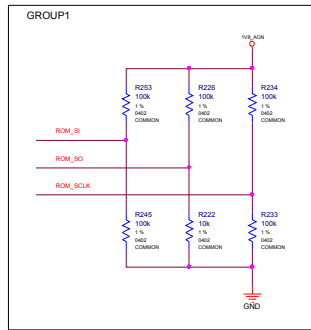 GROUP1
1V8_AON
R253
100k
1 %
0402
COMMON
R226
100k
1 %
0402
COMMON
R234
100k
1 %
0402
COMMON
ROM_SI
ROM_SO
ROM_SCLK
R245
100k
1 %
0402
COMMON
R222
10k
1 %
0402
COMMON
R233
100k
1 %
0402
COMMON
GND